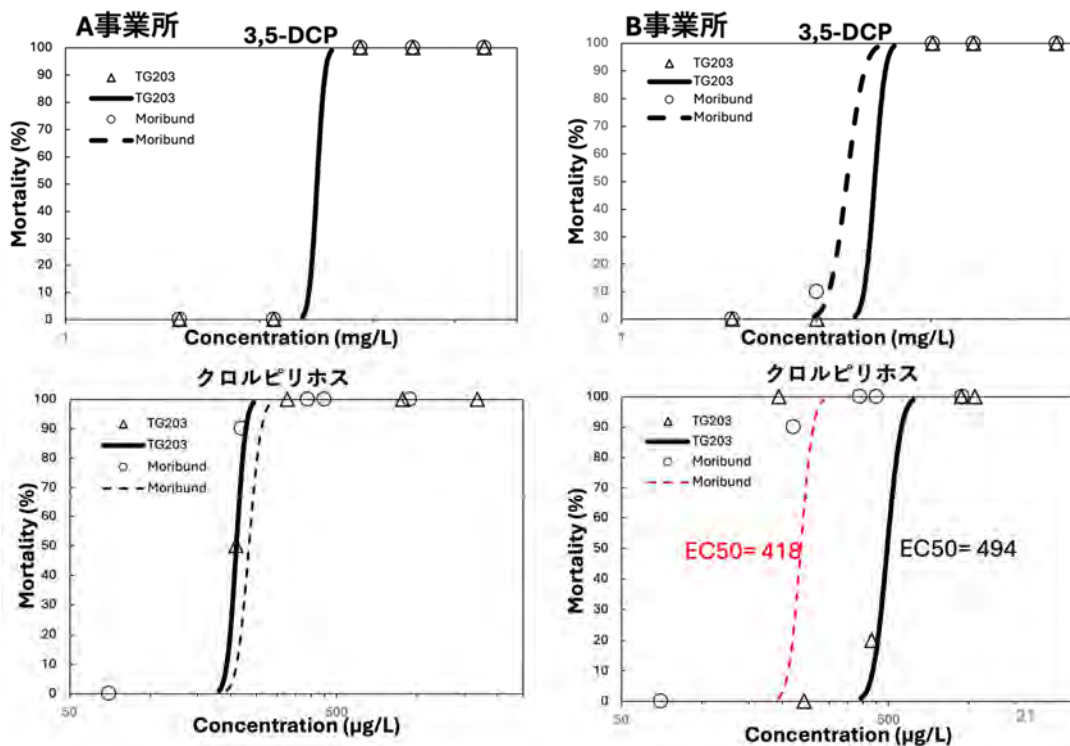 A事業所
3,5-DCP
Mortality (%)
100
90
80
70
60
50
40
30
20
10
0
TG203
TG203
Moribund
Moribund
1
Concentration (mg/L)
B事業所
3,5-DCP
Mortality (%)
100
90
80
70
60
50
40
30
20
10
0
TG203
TG203
Moribund
Moribund
1
Concentration (mg/L)
クロルピリホス
Mortality (%)
100
90
80
70
60
50
40
30
20
10
0
TG203
TG203
Moribund
Moribund
50
500
Concentration (µg/L)
クロルピリホス
Mortality (%)
100
90
80
70
60
50
40
30
20
10
0
TG203
TG203
Moribund
Moribund
EC50= 418
EC50= 494
50
500
21
Concentration (µg/L)